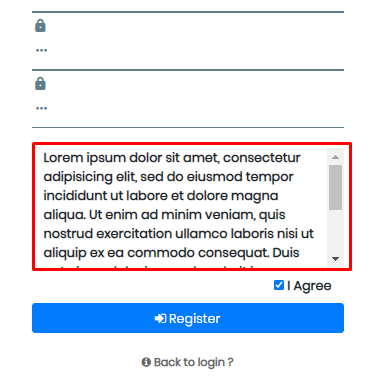 Lorem ipsum dolor sit amet, consectetur
adipisicing elit, sed do eiusmod tempor
incididunt ut labore et dolore magna
aliqua. Ut enim ad minim veniam, quis
nostrud exercitation ullamco laboris nisi ut
aliquip ex ea commodo consequat. Duis
I Agree
Register
Back to login ?